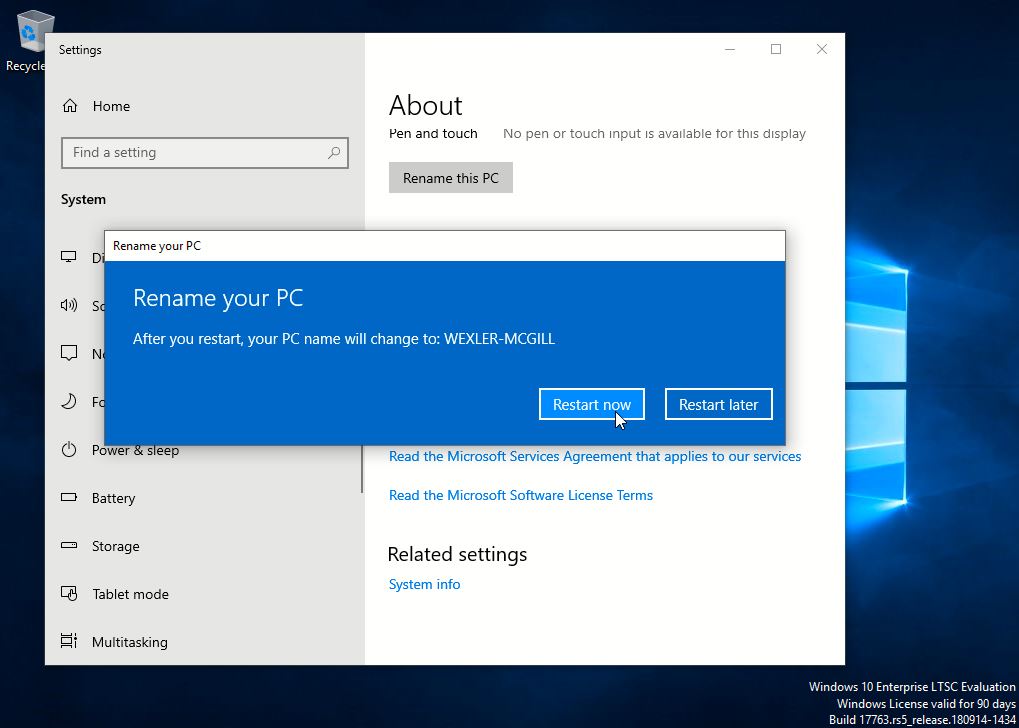 Recycle
Settings
Home
Find a setting
System
Di
So
N
Fo
Power & sleep
Battery
Storage
Tablet mode
Multitasking
About
Pen and touch No pen or touch input is available for this display
Rename this PC
Rename your PC
Rename your PC
After you restart, your PC name will change to: WEXLER-MCGILL
Restart now Restart later
Read the Microsoft Services Agreement that applies to our services
Read the Microsoft Software License Terms
Related settings
System info
Windows 10 Enterprise LTSC Evaluation
Windows License valid for 90 days
Build 17763.rs5_release.180914-1434